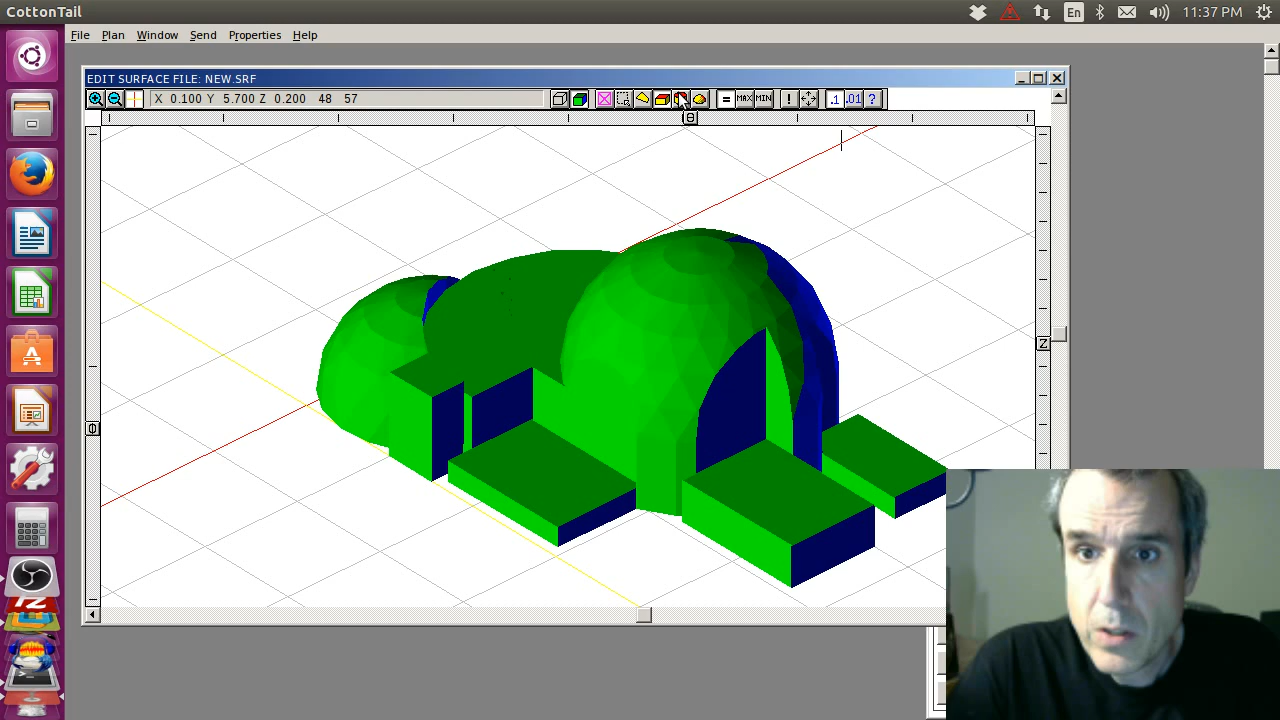 CottonTail
En
11:37 PM
File Plan Window Send Properties Help
EDIT SURFACE FILE: NEW.SRF
X 0.100 Y 5.700 Z 0.200 48 57
= MAX MIN ! .1 .01 ?
θ
Z